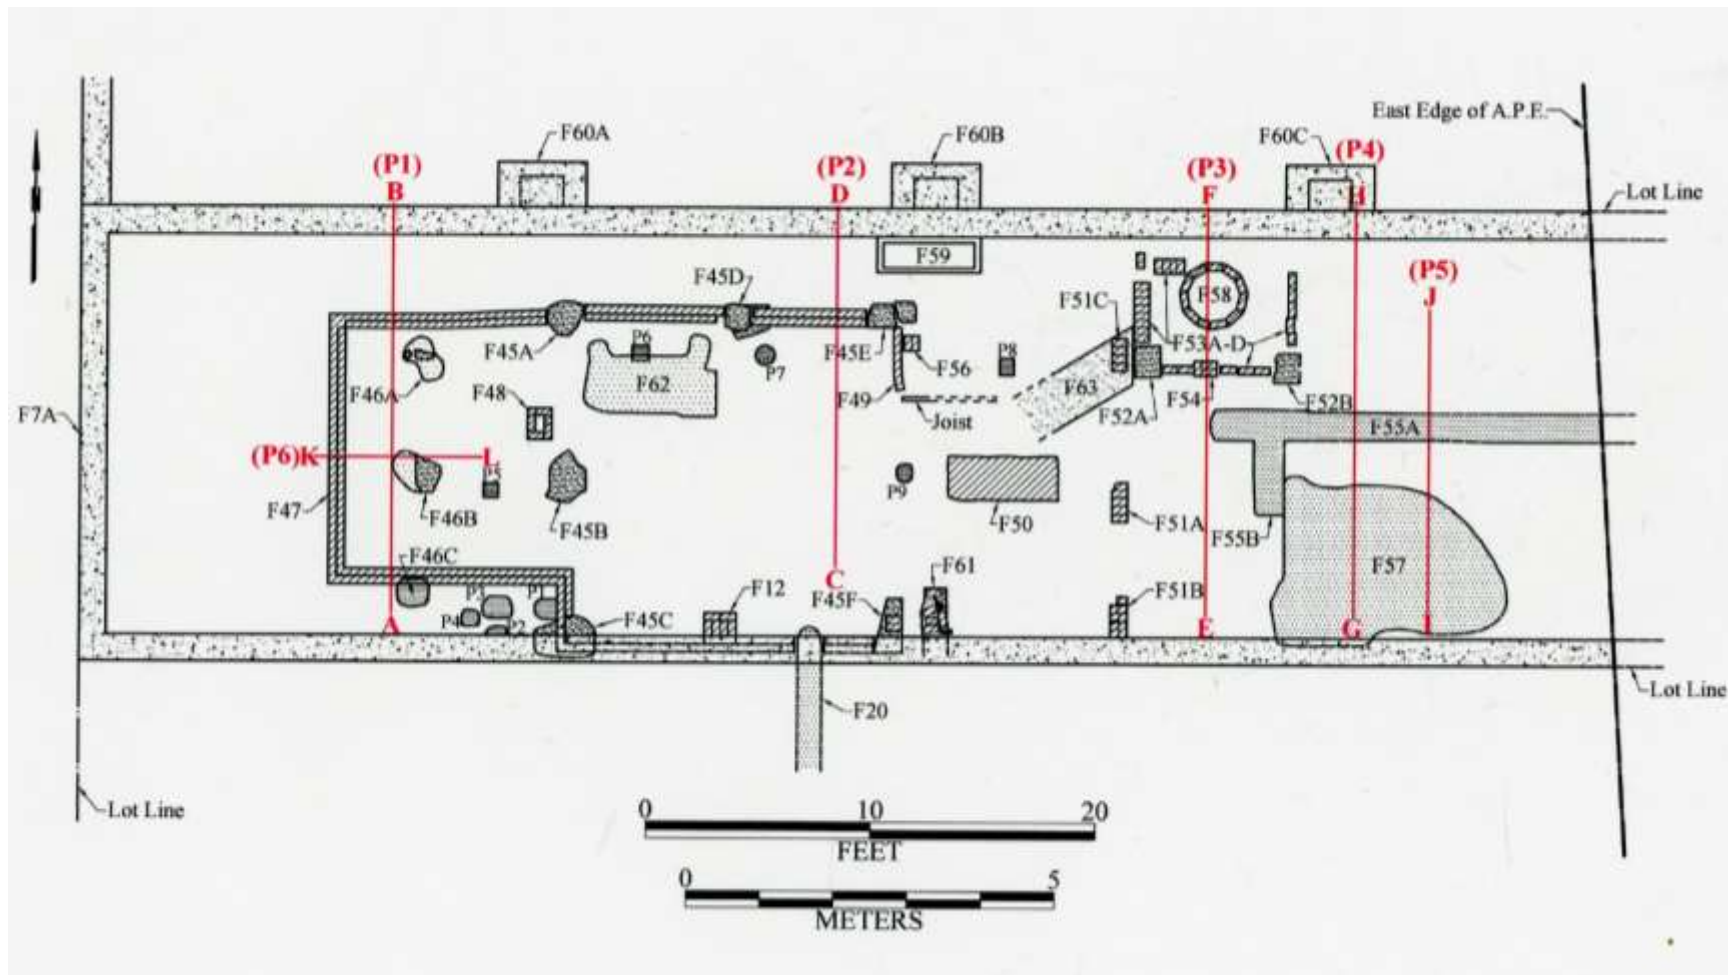 East Edge of A.P.E.
F60A
F60B
F60C
(P1)
B
(P2)
D
(P3)
F
(P4)
H
Lot Line
F59
(P5)
J
F45D
F58
F51C
P6
F45A
F45E
F56
P8
F53A-D
F46A
F62
P7
F48
F49
F63
F7A
Joist
F52A
F54
F52B
F55A
(P6)K
L
P5
P9
F47
F46B
F45B
F50
F51A
F55B
F46C
F57
P3
P1
F12
C
F61
F45F
F51B
P4
P2
A
F45C
E
G
I
Lot Line
F20
Lot Line
0 10 20
FEET
0 5
METERS